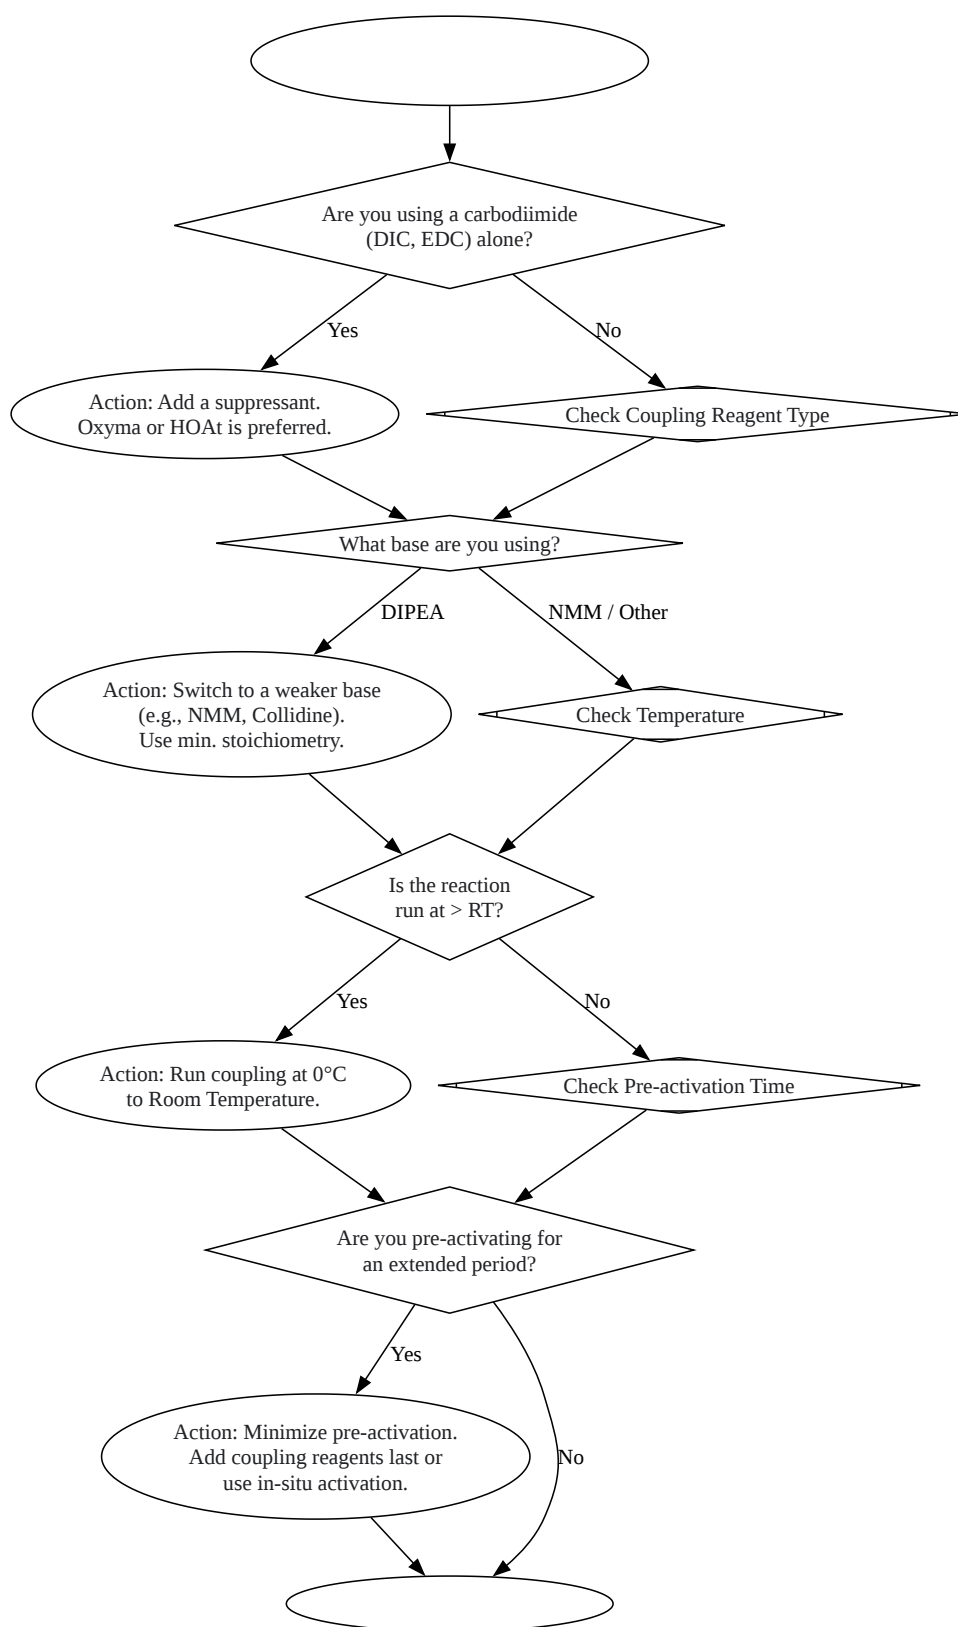 Are you using a carbodiimide
(DIC, EDC) alone?
Yes
No
Action: Add a suppressant.
Oxyma or HOAt is preferred.
Check Coupling Reagent Type
What base are you using?
DIPEA
NMM / Other
Action: Switch to a weaker base
(e.g., NMM, Collidine).
Use min. stoichiometry.
Check Temperature
Is the reaction
run at > RT?
Yes
No
Action: Run coupling at 0°C
to Room Temperature.
Check Pre-activation Time
Are you pre-activating for
an extended period?
Yes
Action: Minimize pre-activation.
Add coupling reagents last or
use in-situ activation.
No